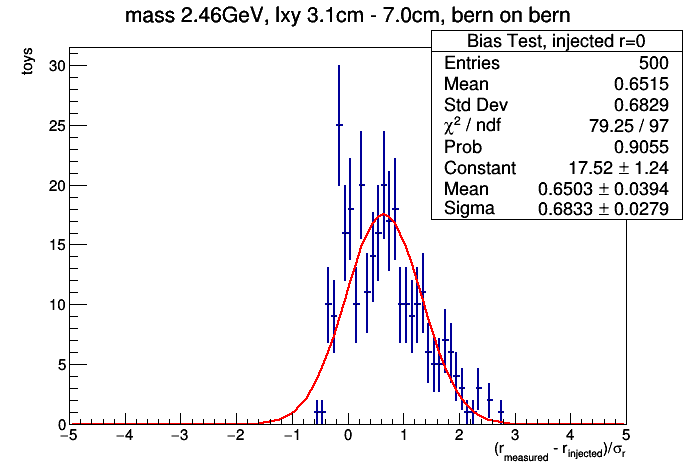 mass 2.46GeV, lxy 3.1cm - 7.0cm, bern on bern
Bias Test, injected r=0
Entries 500
Mean 0.6515
Std Dev 0.6829
χ² / ndf 79.25 / 97
Prob 0.9055
Constant 17.52 ± 1.24
Mean 0.6503 ± 0.0394
Sigma 0.6833 ± 0.0279
toys
30
25
20
15
10
5
0
−5 −4 −3 −2 −1 0 1 2 3 4 5
(r_measured - r_injected)/σ_r